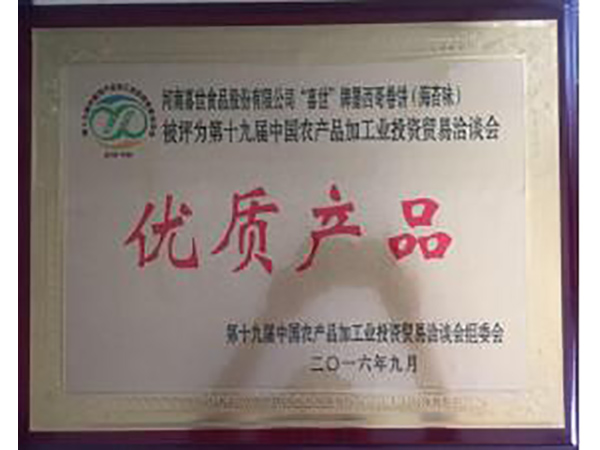 河南喜世食品股份有限公司“喜世”牌墨西哥卷饼（海苔味）
被评为第十九届中国农产品加工业投资贸易洽谈会
优质产品
第十九届中国农产品加工业投资贸易洽谈会组委会
二〇一六年九月